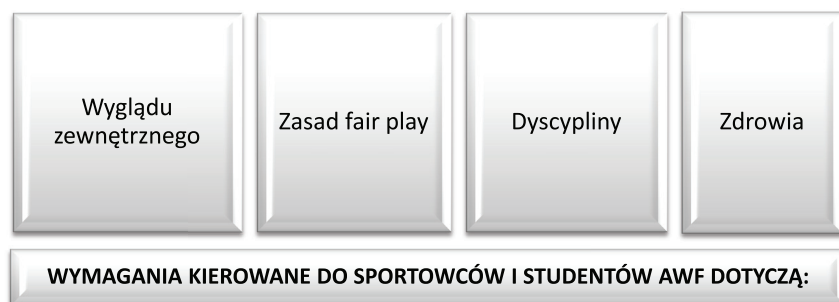 Wyglądu
zewnętrznego
Zasad fair play
Dyscypliny
Zdrowia
WYMAGANIA KIEROWANE DO SPORTOWCÓW I STUDENTÓW AWF DOTYCZĄ: